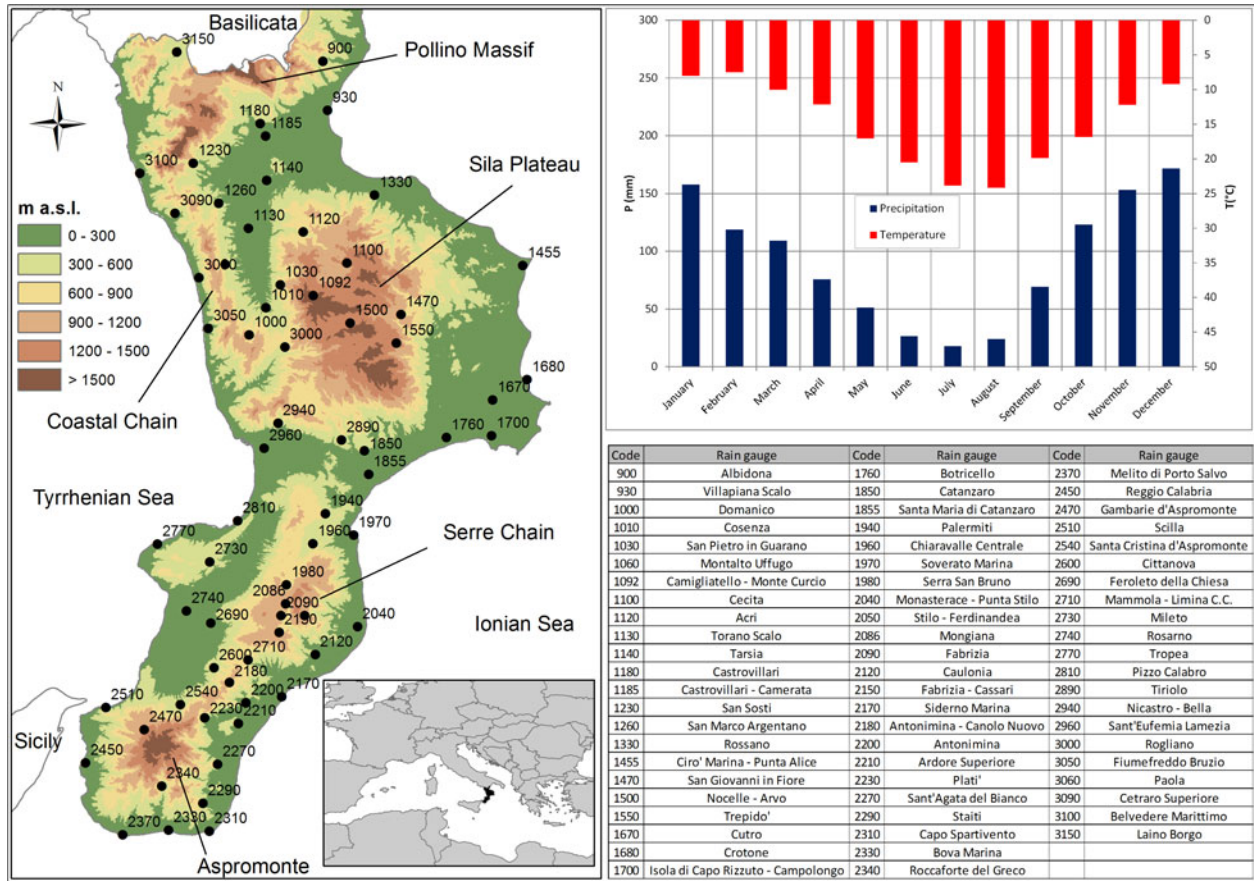 Basilicata
3150
Pollino Massif
900
N
930
1180
1185
1230
3100
1140
Sila Plateau
1260
1330
3090
m a.s.l.
0 - 300
300 - 600
600 - 900
900 - 1200
1200 - 1500
> 1500
1130
1120
1100
1455
1030
1092
1010
1470
3050
1000
1500
3000
1550
1680
1670
Coastal Chain
2940
2960
2890
1850
1760
1700
1855
Tyrrhenian Sea
2810
1940
1970
2770
1960
Serre Chain
2730
1980
2086
2090
2740
2690
2040
Ionian Sea
2710
2120
2600
2180
2170
2510
2540
2200
2470
2230
2210
Sicily
2450
2270
2340
2290
2370
2330
2310
Aspromonte
300
250
200
150
100
50
0
P (mm)
0
5
10
15
20
25
30
35
40
45
50
T(°C)
Precipitation
Temperature
January
February
March
April
May
June
July
August
September
October
November
December
Code Rain gauge Code Rain gauge Code Rain gauge
900 Albidona 1760 Botricello 2370 Melito di Porto Salvo
930 Villapiana Scalo 1850 Catanzaro 2450 Reggio Calabria
1000 Domanico 1855 Santa Maria di Catanzaro 2470 Gambarie d'Aspromonte
1010 Cosenza 1940 Palermiti 2510 Scilla
1030 San Pietro in Guarano 1960 Chiaravalle Centrale 2540 Santa Cristina d'Aspromonte
1060 Montalto Uffugo 1970 Soverato Marina 2600 Cittanova
1092 Camigliatello - Monte Curcio 1980 Serra San Bruno 2690 Feroleto della Chiesa
1100 Cecita 2040 Monasterace - Punta Stilo 2710 Mammola - Limina C.C.
1120 Acri 2050 Stilo - Ferdinandea 2730 Mileto
1130 Torano Scalo 2086 Mongiana 2740 Rosarno
1140 Tarsia 2090 Fabrizia 2770 Tropea
1180 Castrovillari 2120 Caulonia 2810 Pizzo Calabro
1185 Castrovillari - Camerata 2150 Fabrizia - Cassari 2890 Tiriolo
1230 San Sosti 2170 Siderno Marina 2940 Nicastro - Bella
1260 San Marco Argentano 2180 Antonimina - Canolo Nuovo 2960 Sant'Eufemia Lamezia
1330 Rossano 2200 Antonimina 3000 Rogliano
1455 Ciro' Marina - Punta Alice 2210 Ardore Superiore 3050 Fiumefreddo Bruzio
1470 San Giovanni in Fiore 2230 Plati' 3060 Paola
1500 Nocelle - Arvo 2270 Sant'Agata del Bianco 3090 Cetraro Superiore
1550 Trepido' 2290 Staiti 3100 Belvedere Marittimo
1670 Cutro 2310 Capo Spartivento 3150 Laino Borgo
1680 Crotone 2330 Bova Marina
1700 Isola di Capo Rizzuto - Campolongo 2340 Roccaforte del Greco